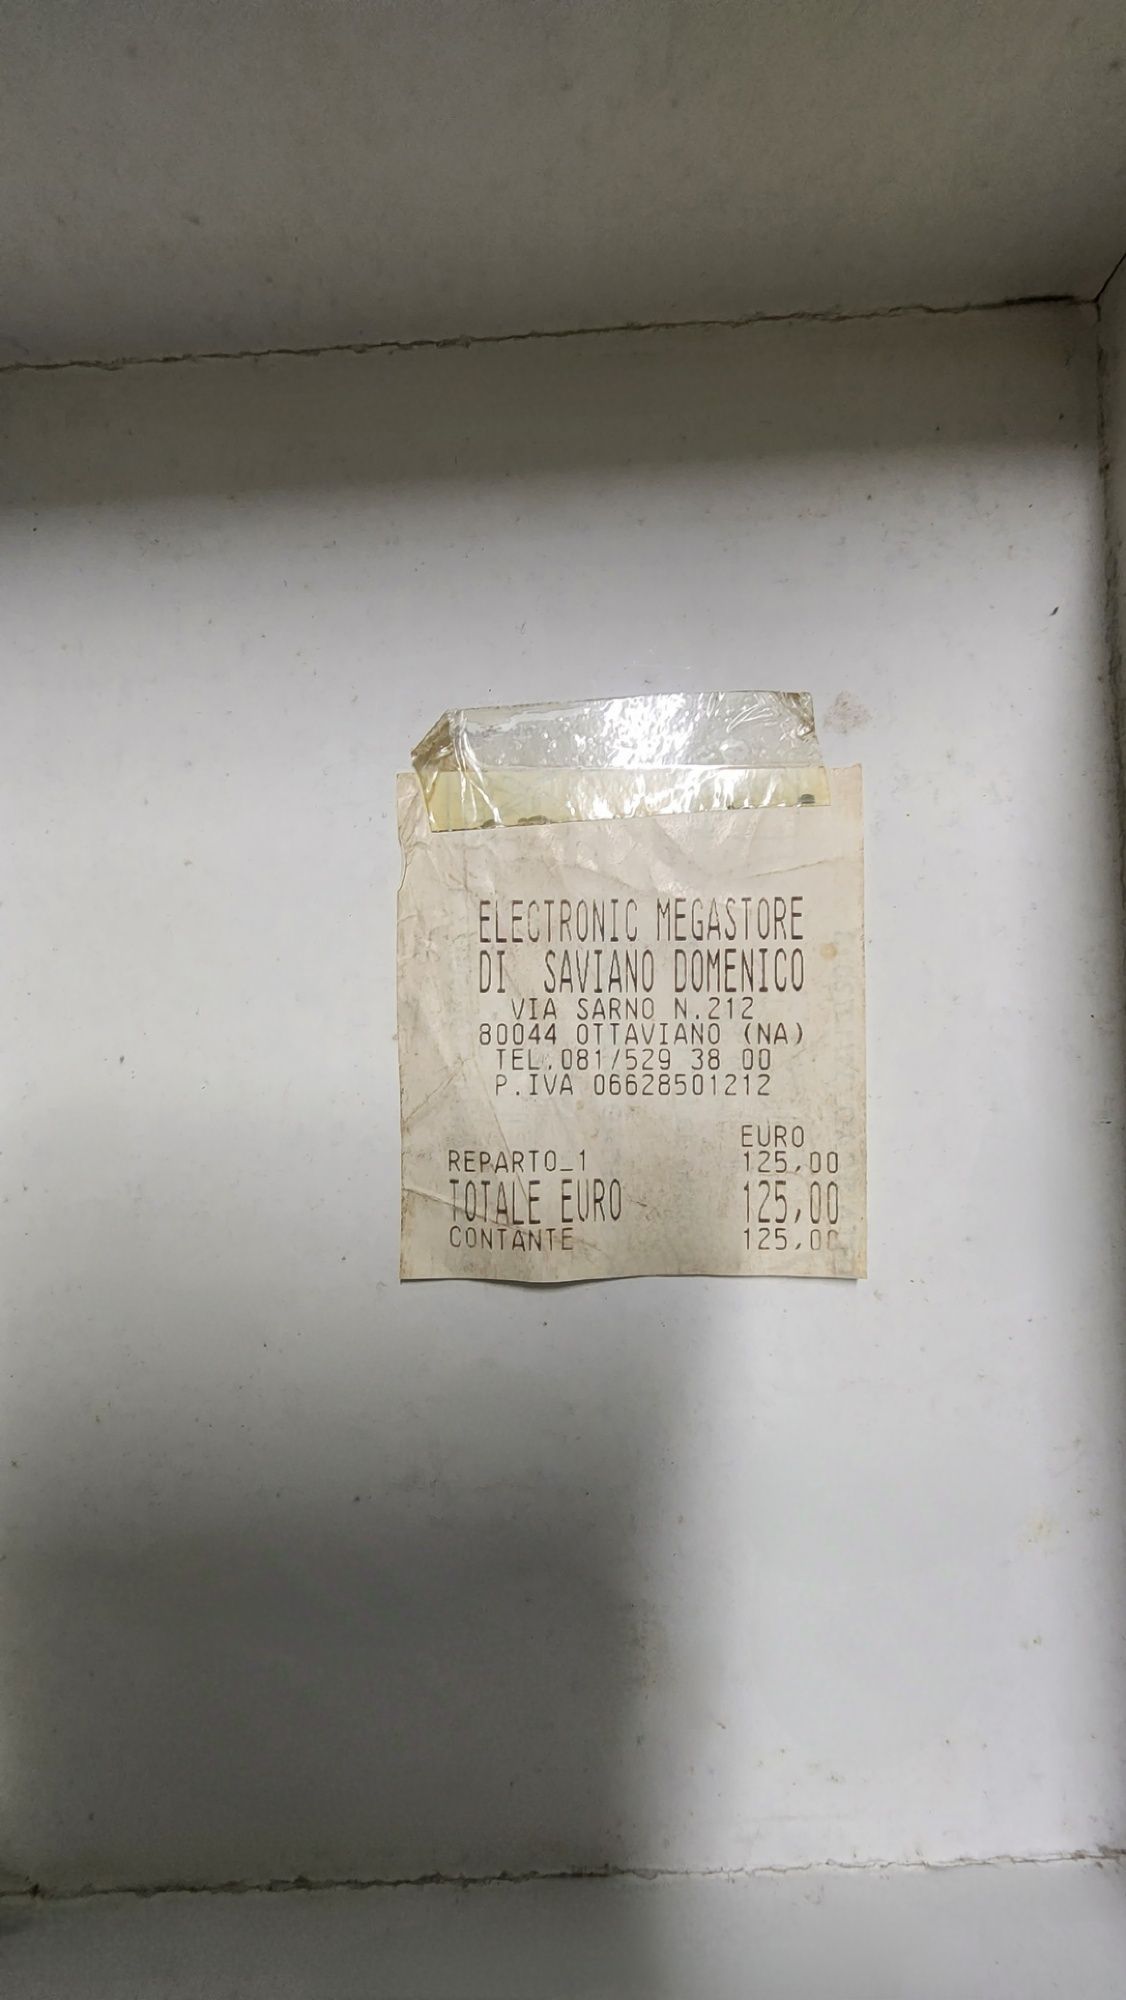 ELECTRONIC MEGASTORE
DI SAVIANO DOMENICO
VIA SARNO N.212
80044 OTTAVIANO (NA)
TEL.081/529 38 00
P.IVA 06628501212
EURO
REPARTO_1 125,00
TOTALE EURO 125,00
CONTANTE 125,00